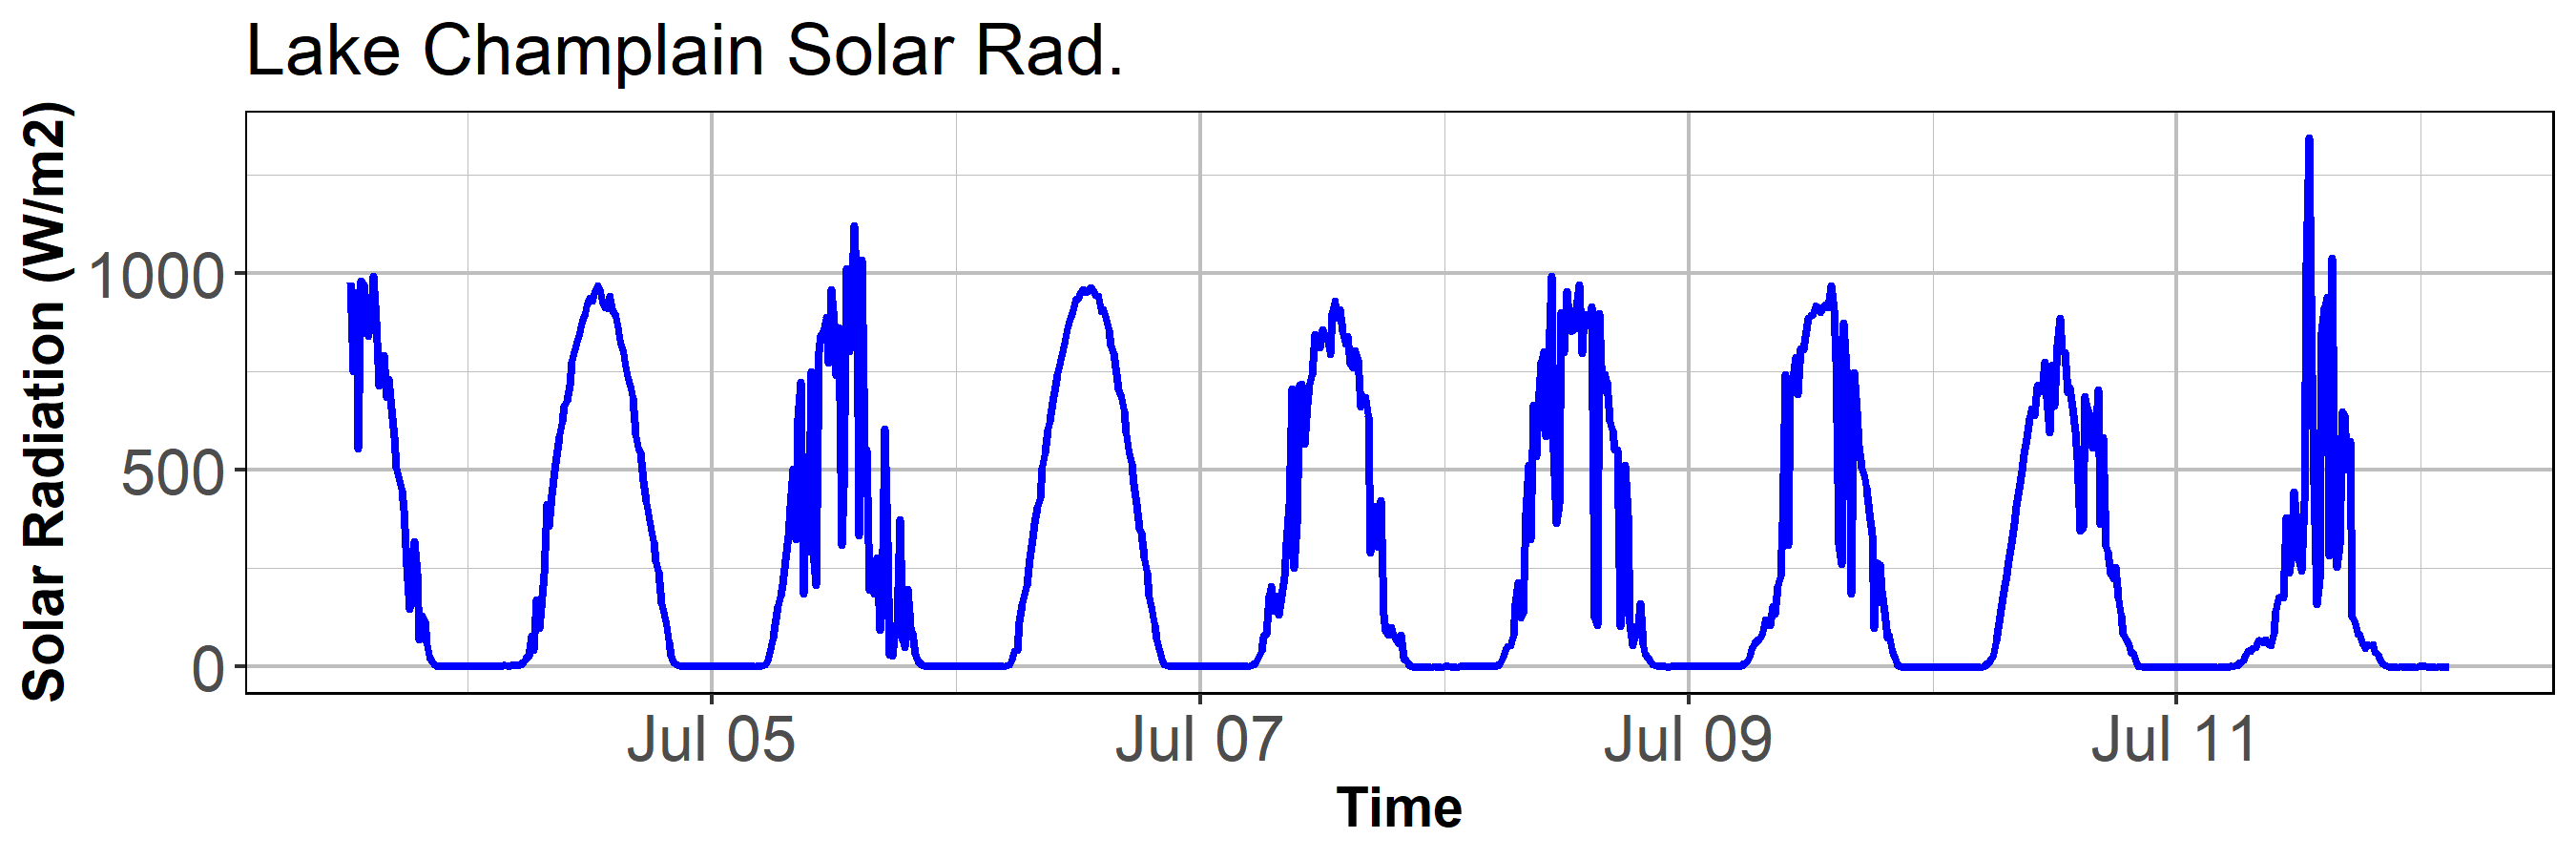 Lake Champlain Solar Rad.
Solar Radiation (W/m2)
1000
500
0
Jul 05 Jul 07 Jul 09 Jul 11
Time